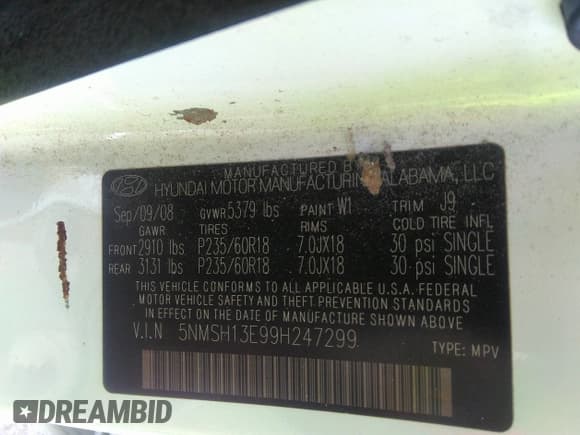 MANUFACTURED BY
HYUNDAI MOTOR MANUFACTURING ALABAMA, LLC
Sep/09/08 GVWR 5379 lbs PAINT W1 TRIM J9
GAWR TIRES RIMS COLD TIRE INFL
FRONT 2910 lbs P235/60R18 7.0JX18 30 psi SINGLE
REAR 3131 lbs P235/60R18 7.0JX18 30 psi SINGLE
THIS VEHICLE CONFORMS TO ALL APPLICABLE U.S.A. FEDERAL
MOTOR VEHICLE SAFETY AND THEFT PREVENTION STANDARDS
IN EFFECT ON THE DATE OF MANUFACTURE SHOWN ABOVE.
V.I.N 5NMSH13E99H247299
TYPE: MPV
DREAMBID